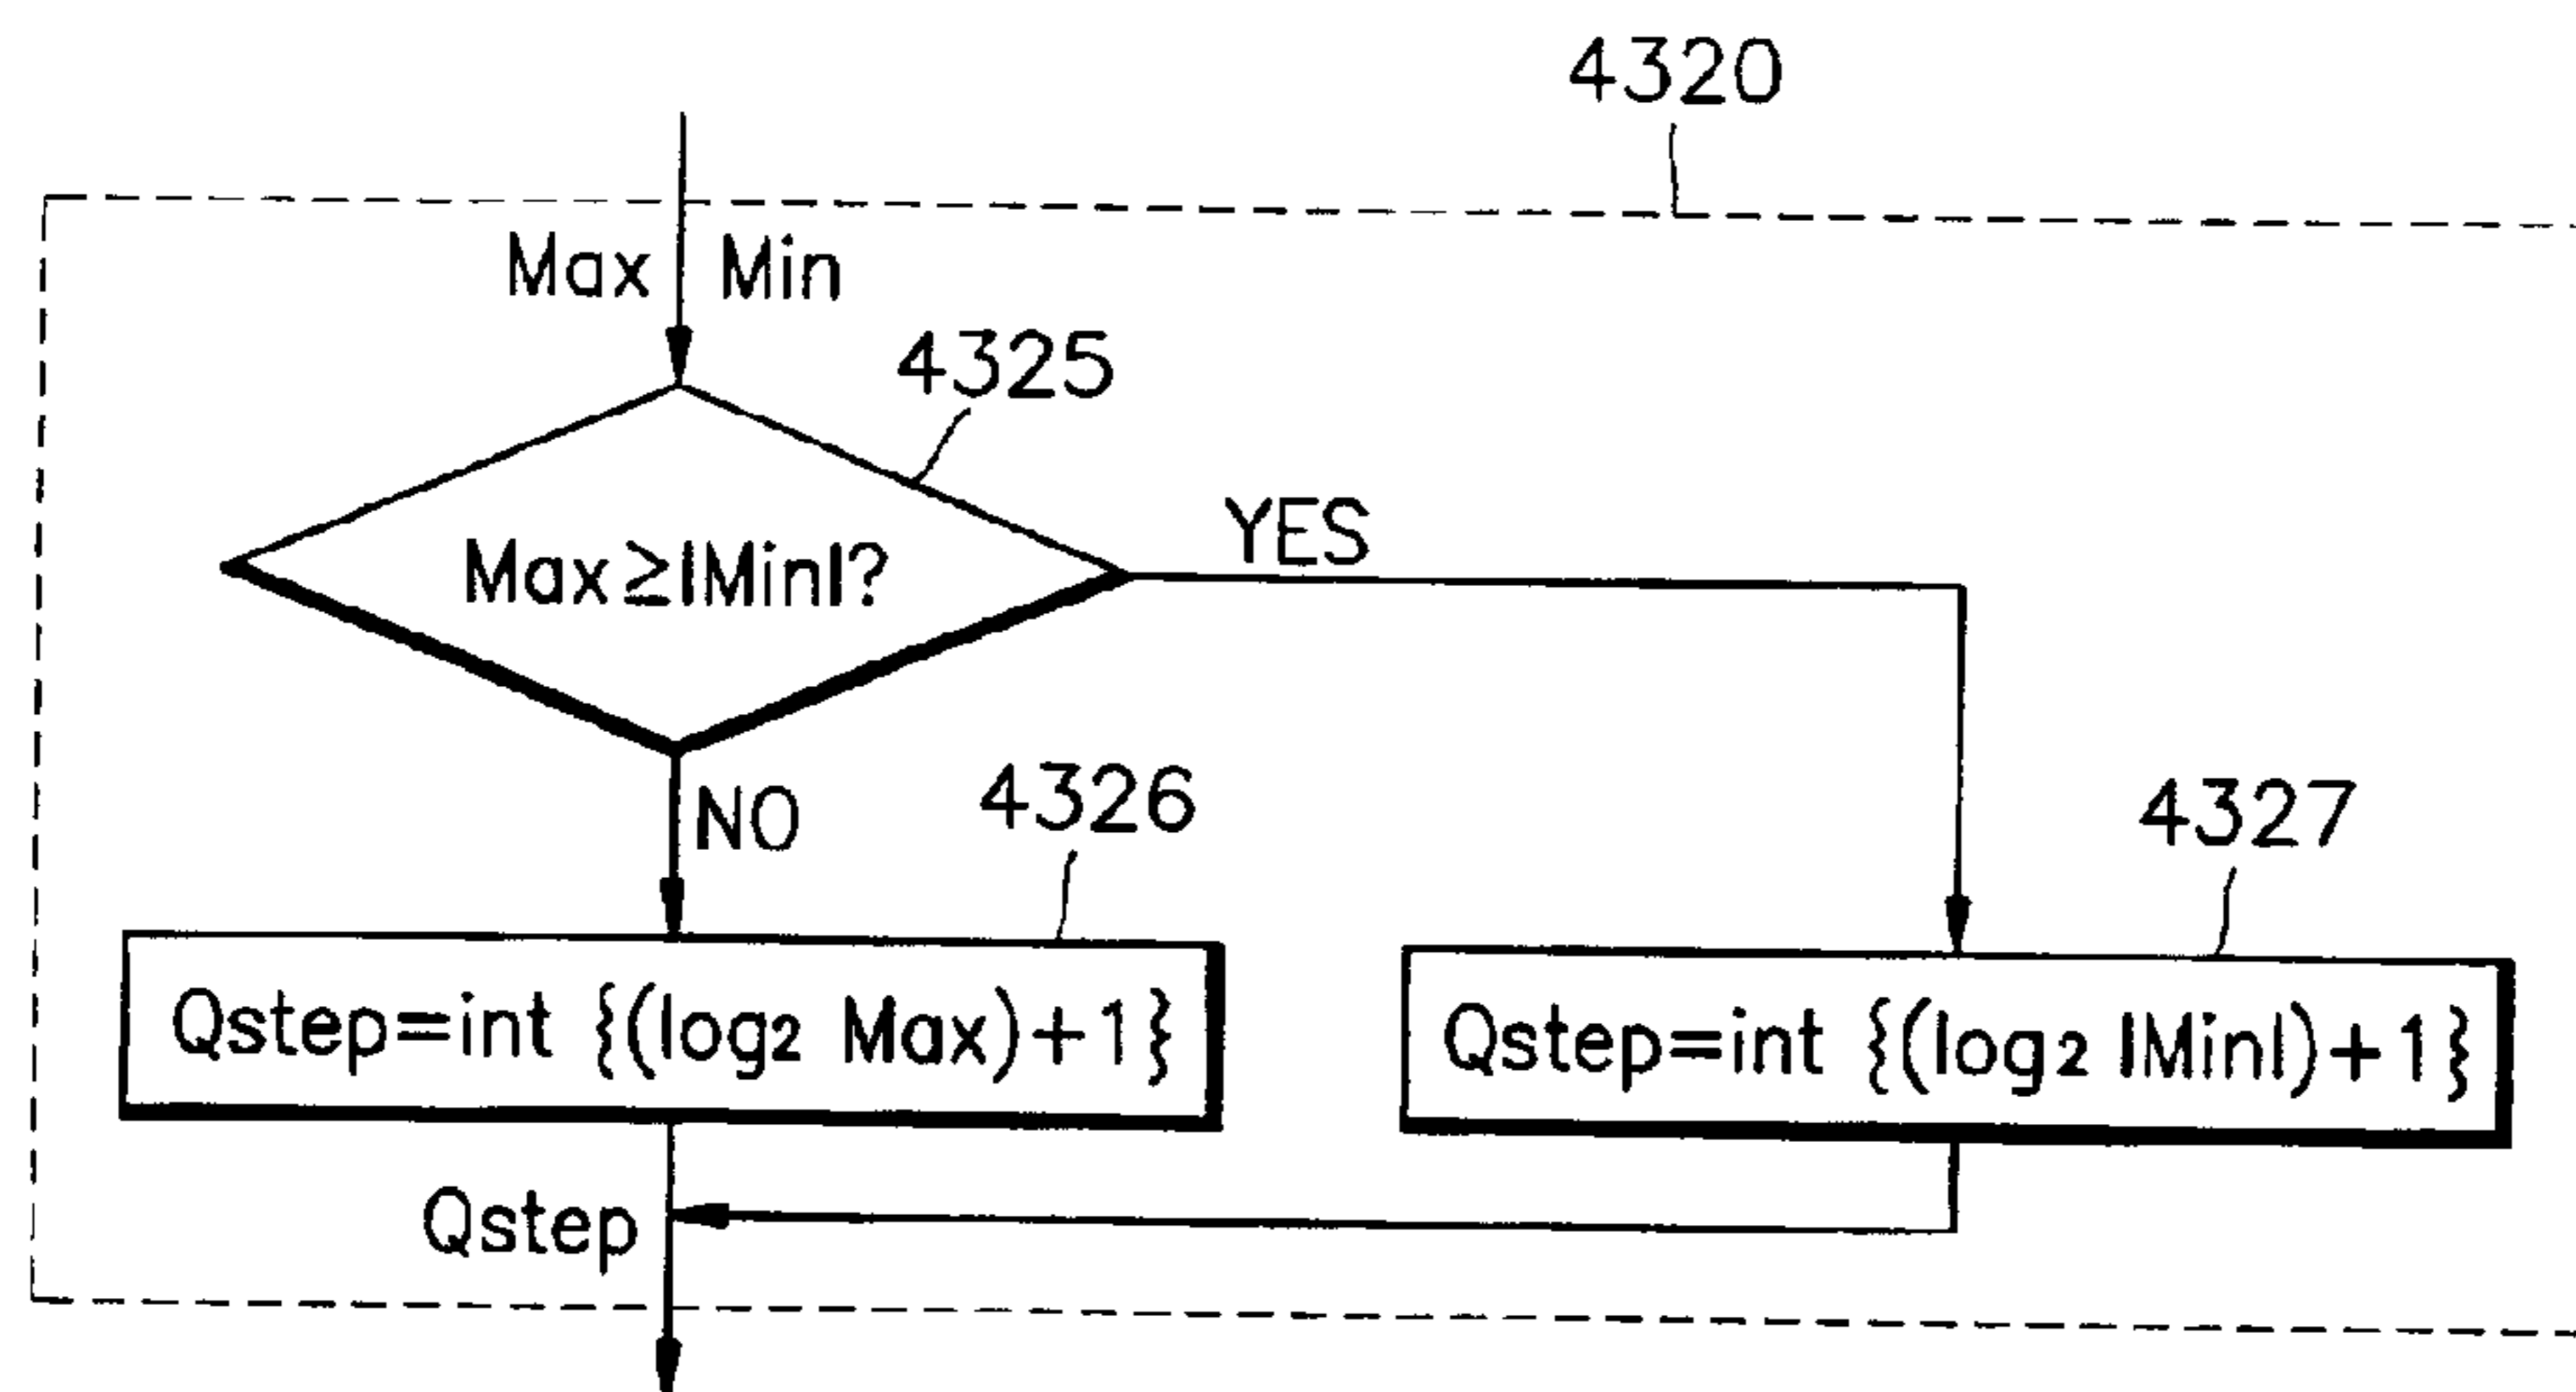 4320
Max Min
4325
Max≥|Min|?
YES
NO
4326
4327
Qstep=int {(log₂ Max)+1}
Qstep=int {(log₂ |Min|)+1}
Qstep